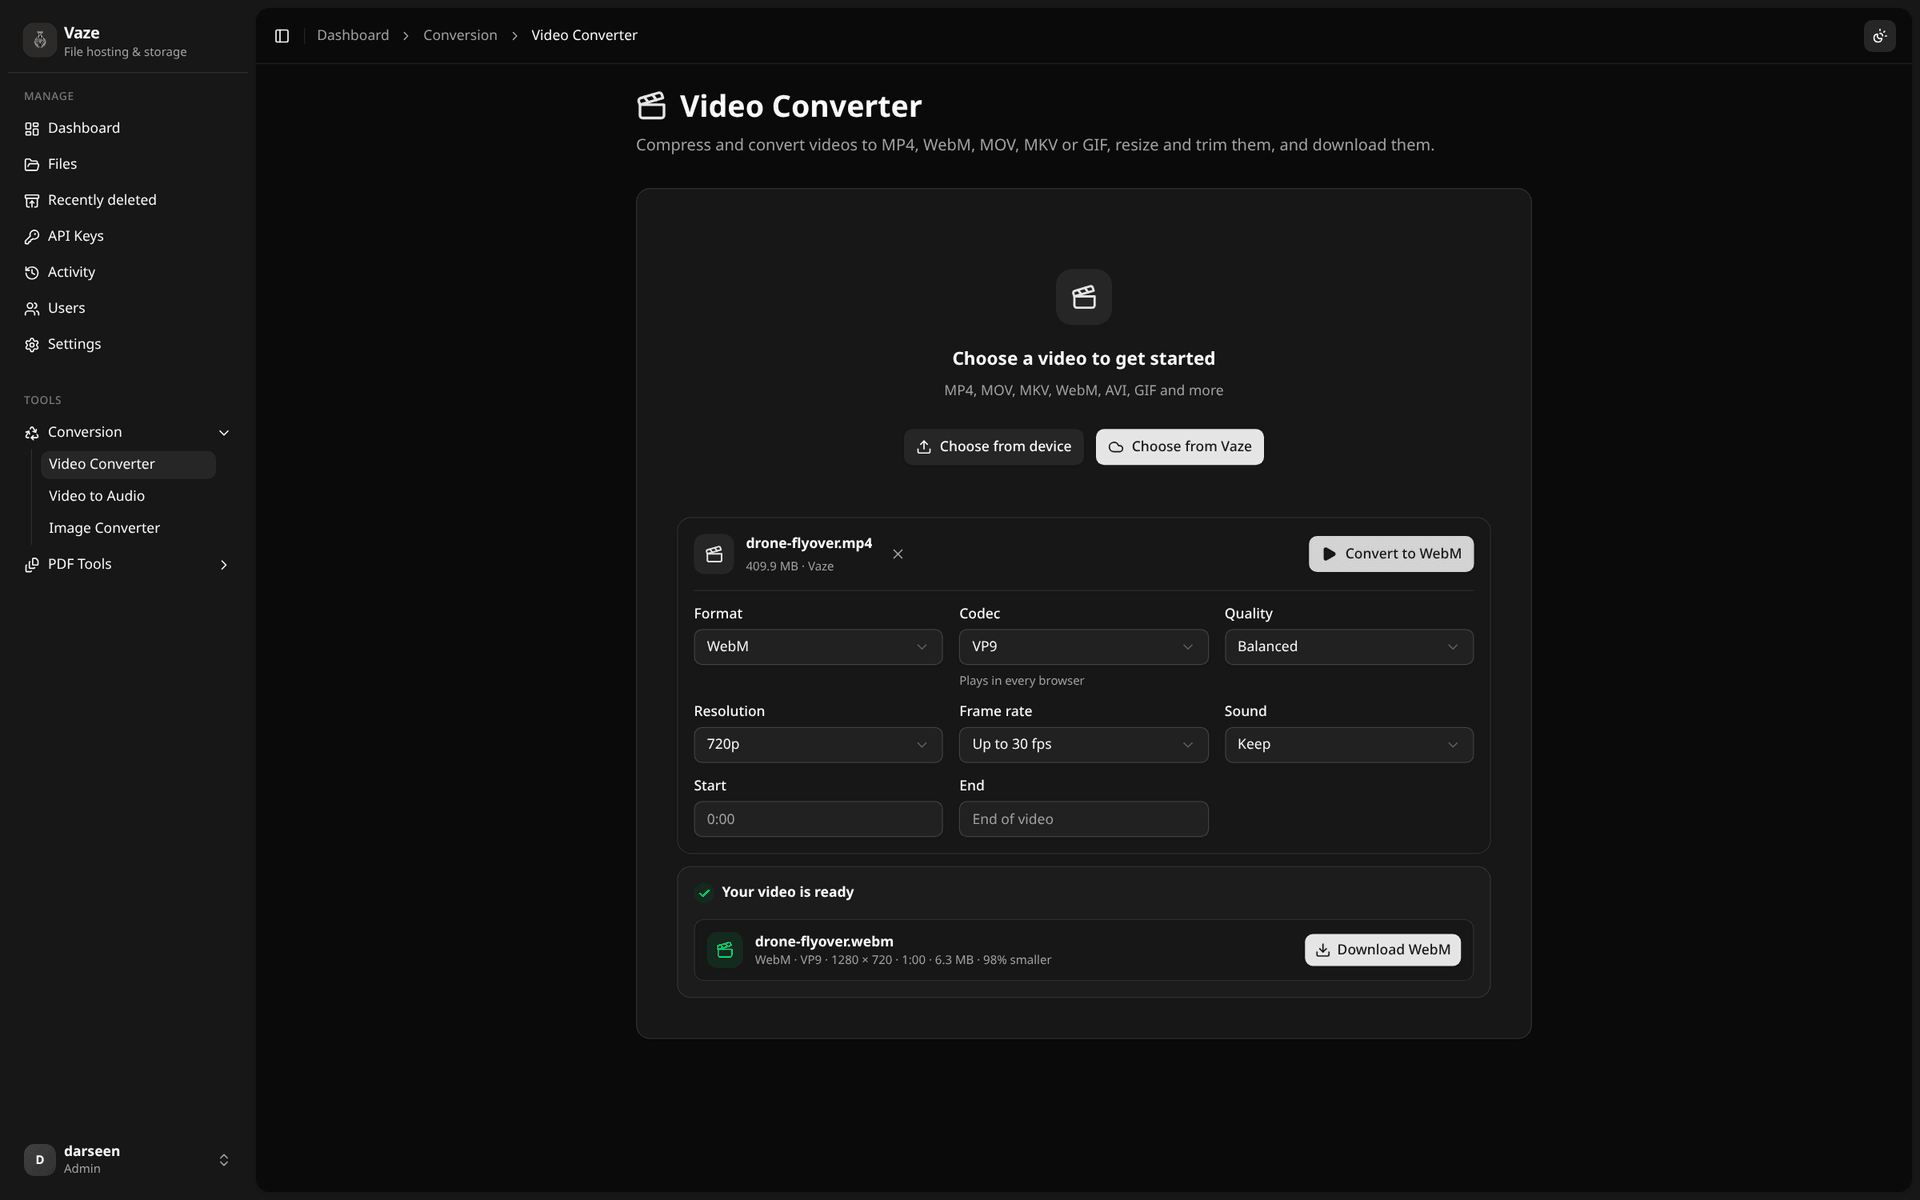 Vaze
File hosting & storage
MANAGE
Dashboard
Files
Recently deleted
API Keys
Activity
Users
Settings
TOOLS
Conversion
Video Converter
Video to Audio
Image Converter
PDF Tools
D
darseen
Admin
Dashboard
Conversion
Video Converter
Video Converter
Compress and convert videos to MP4, WebM, MOV, MKV or GIF, resize and trim them, and download them.
Choose a video to get started
MP4, MOV, MKV, WebM, AVI, GIF and more
Choose from device
Choose from Vaze
drone-flyover.mp4
409.9 MB · Vaze
Convert to WebM
Format
Codec
Quality
WebM
VP9
Balanced
Plays in every browser
Resolution
Frame rate
Sound
720p
Up to 30 fps
Keep
Start
End
0:00
End of video
Your video is ready
drone-flyover.webm
WebM · VP9 · 1280 × 720 · 1:00 · 6.3 MB · 98% smaller
Download WebM